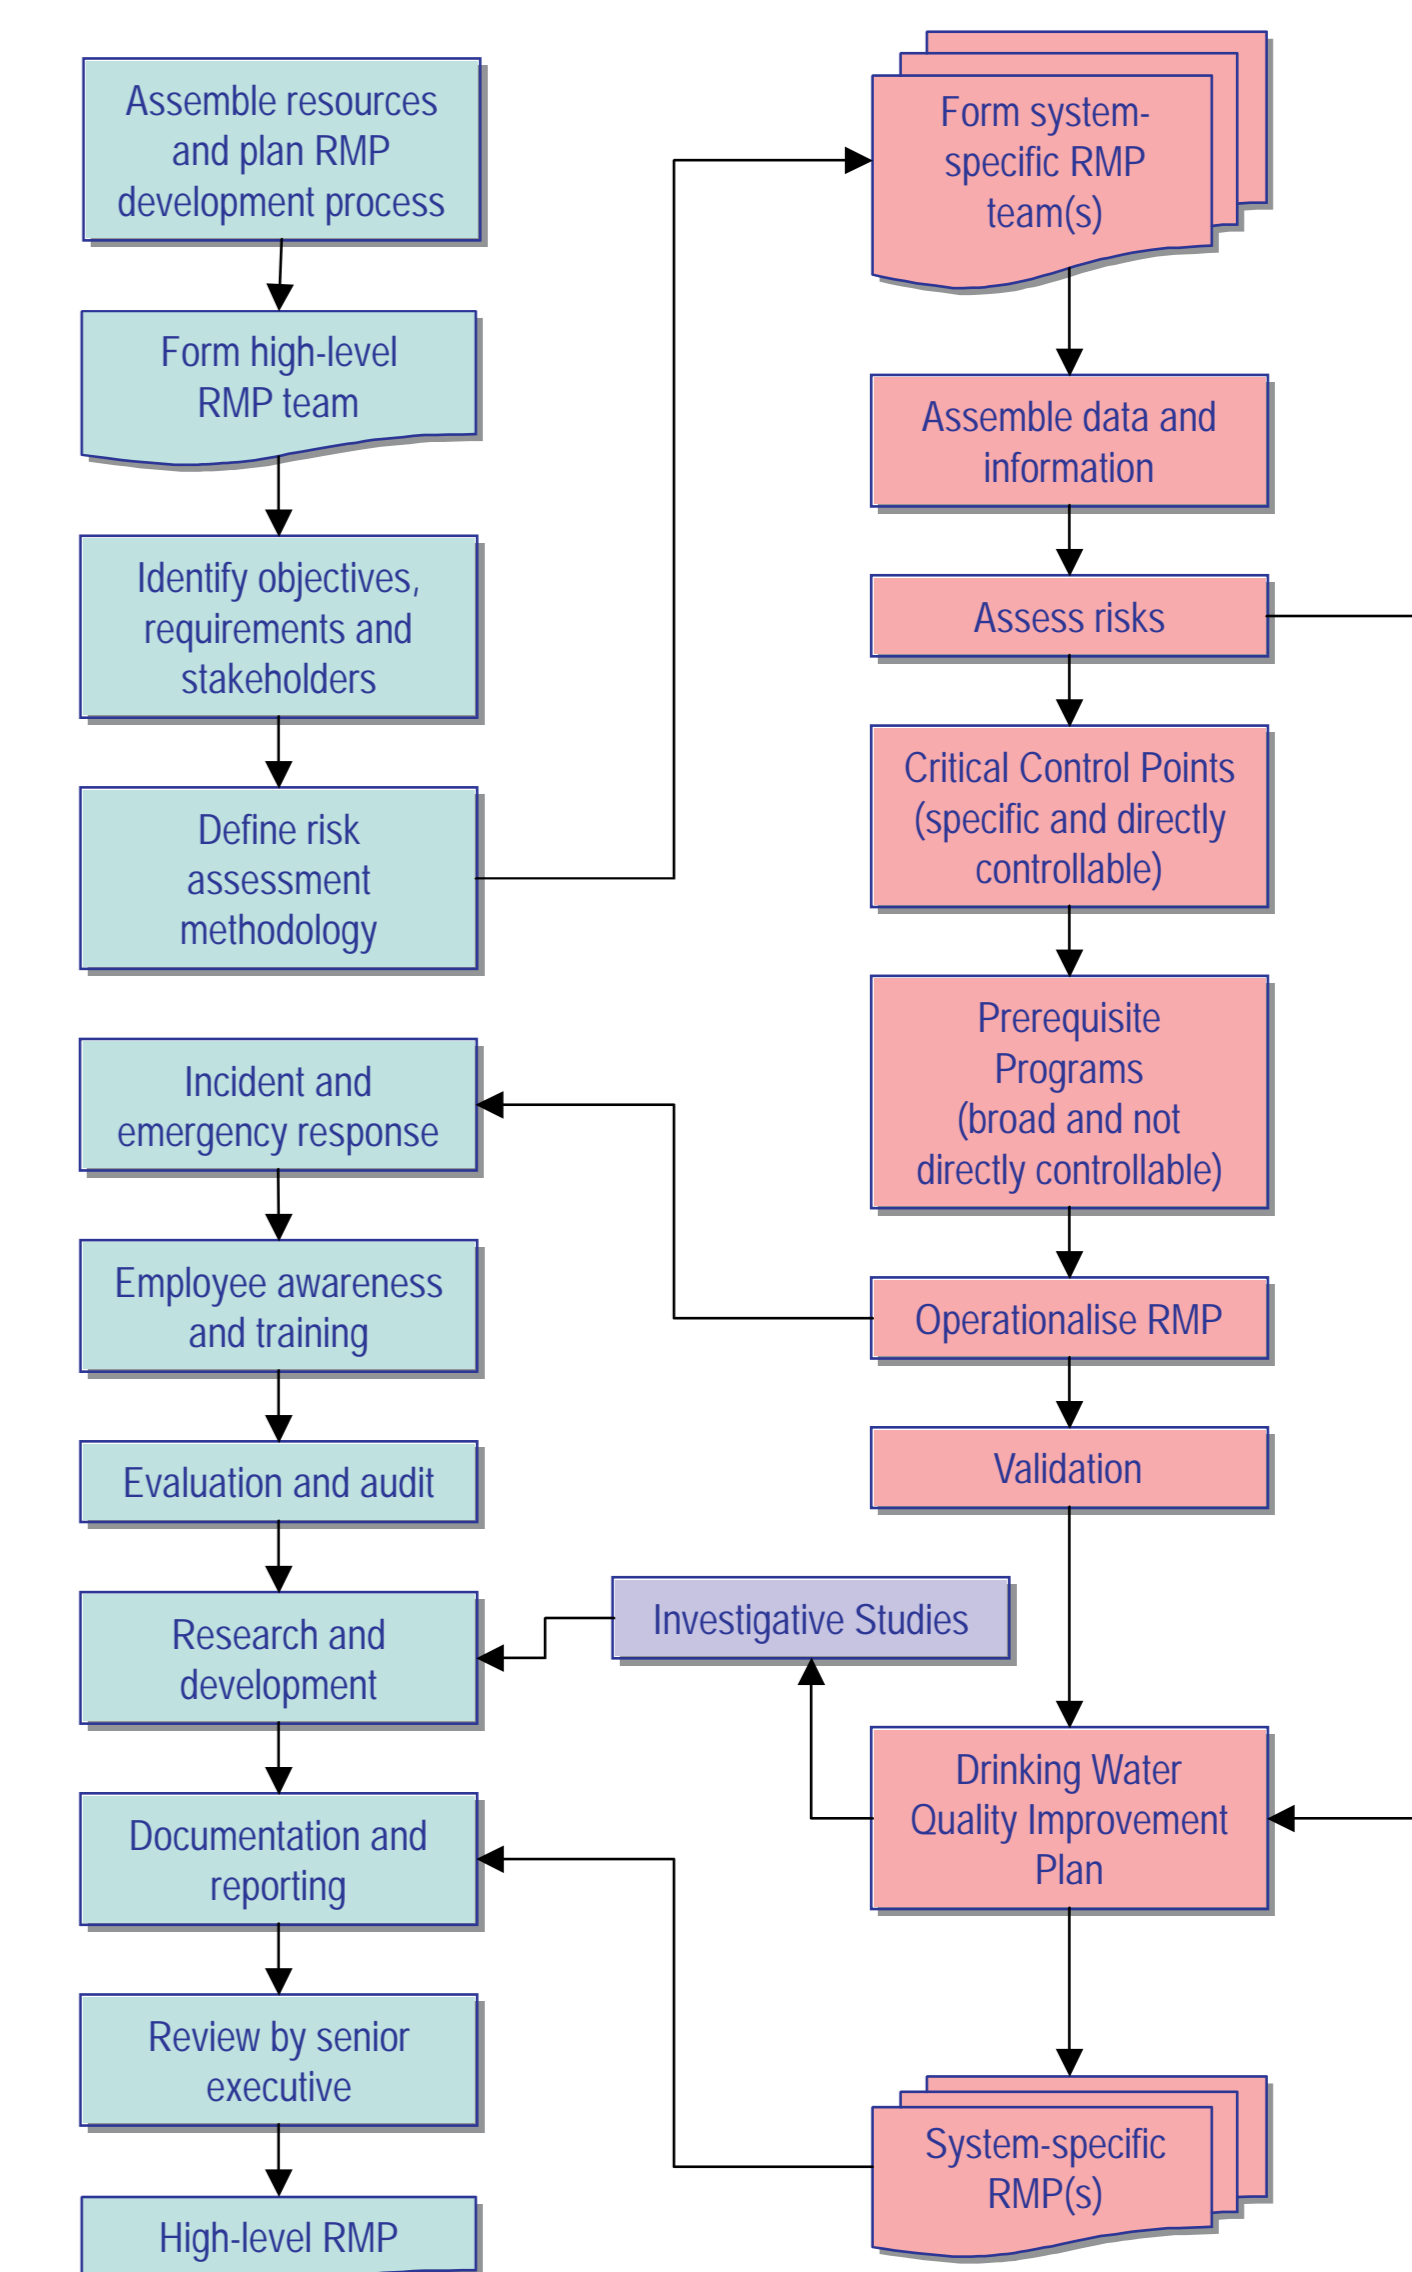 Assemble resources
and plan RMP
development process
Form high-level
RMP team
Identify objectives,
requirements and
stakeholders
Define risk
assessment
methodology
Incident and
emergency response
Employee awareness
and training
Evaluation and audit
Research and
development
Documentation and
reporting
Review by senior
executive
High-level RMP
Investigative Studies
Form system-
specific RMP
team(s)
Assemble data and
information
Assess risks
Critical Control Points
(specific and directly
controllable)
Prerequisite
Programs
(broad and not
directly controllable)
Operationalise RMP
Validation
Drinking Water
Quality Improvement
Plan
System-specific
RMP(s)